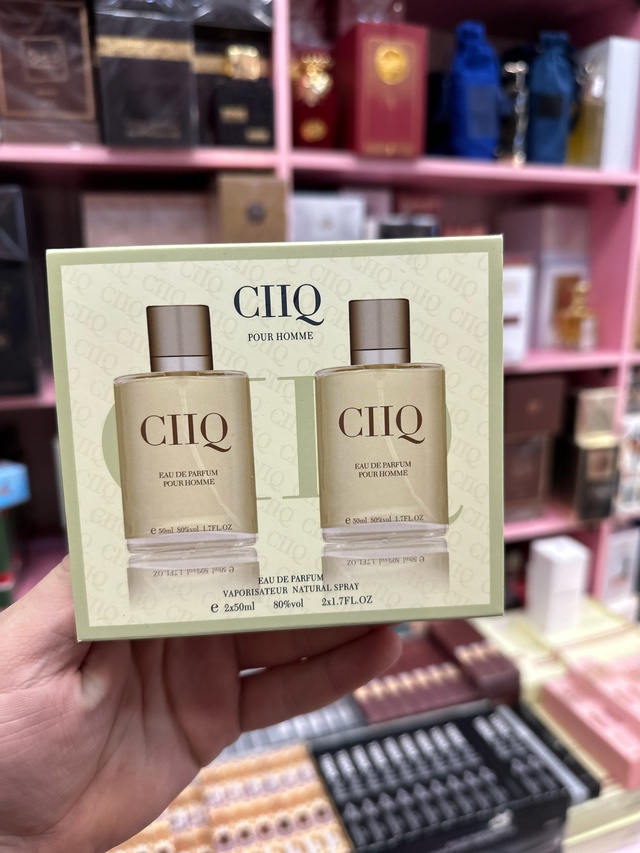 CIIQ
POUR HOMME
CIIQ
EAU DE PARFUM
POUR HOMME
e 50ml 80%vol 1.7FL.OZ
CIIQ
EAU DE PARFUM
POUR HOMME
e 50ml 80%vol 1.7FL.OZ
EAU DE PARFUM
VAPORISATEUR NATURAL SPRAY
e 2x50ml 80%vol 2x1.7FL.OZ